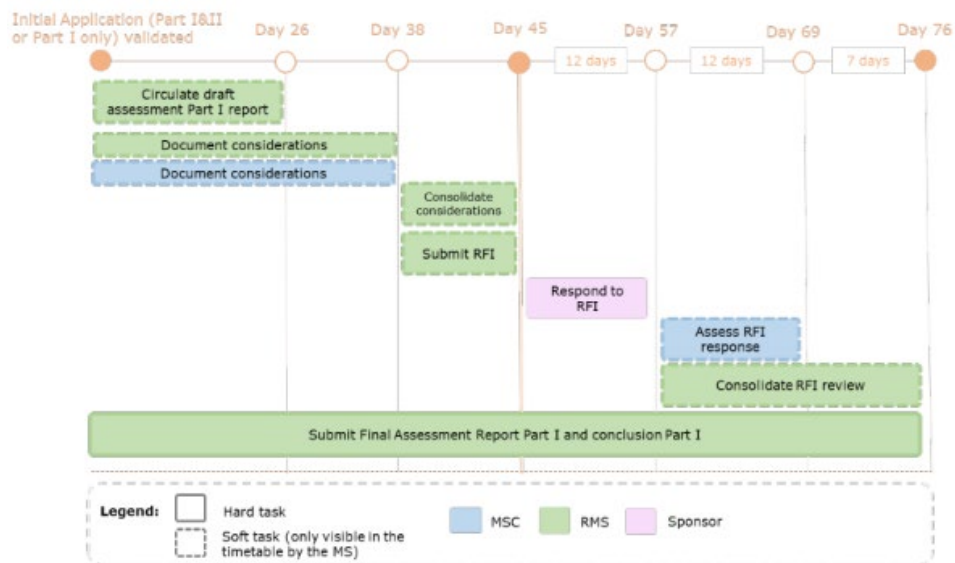 Initial Application (Part I&II
or Part I only) validated
Day 26
Day 38
Day 45
Day 57
Day 69
Day 76
12 days
12 days
7 days
Circulate draft
assessment Part I report
Document considerations
Document considerations
Consolidate
considerations
Submit RFI
Respond to
RFI
Assess RFI
response
Consolidate RFI review
Submit Final Assessment Report Part I and conclusion Part I
Legend:
Hard task
Soft task (only visible in the
timetable by the MS)
MSC
RMS
Sponsor